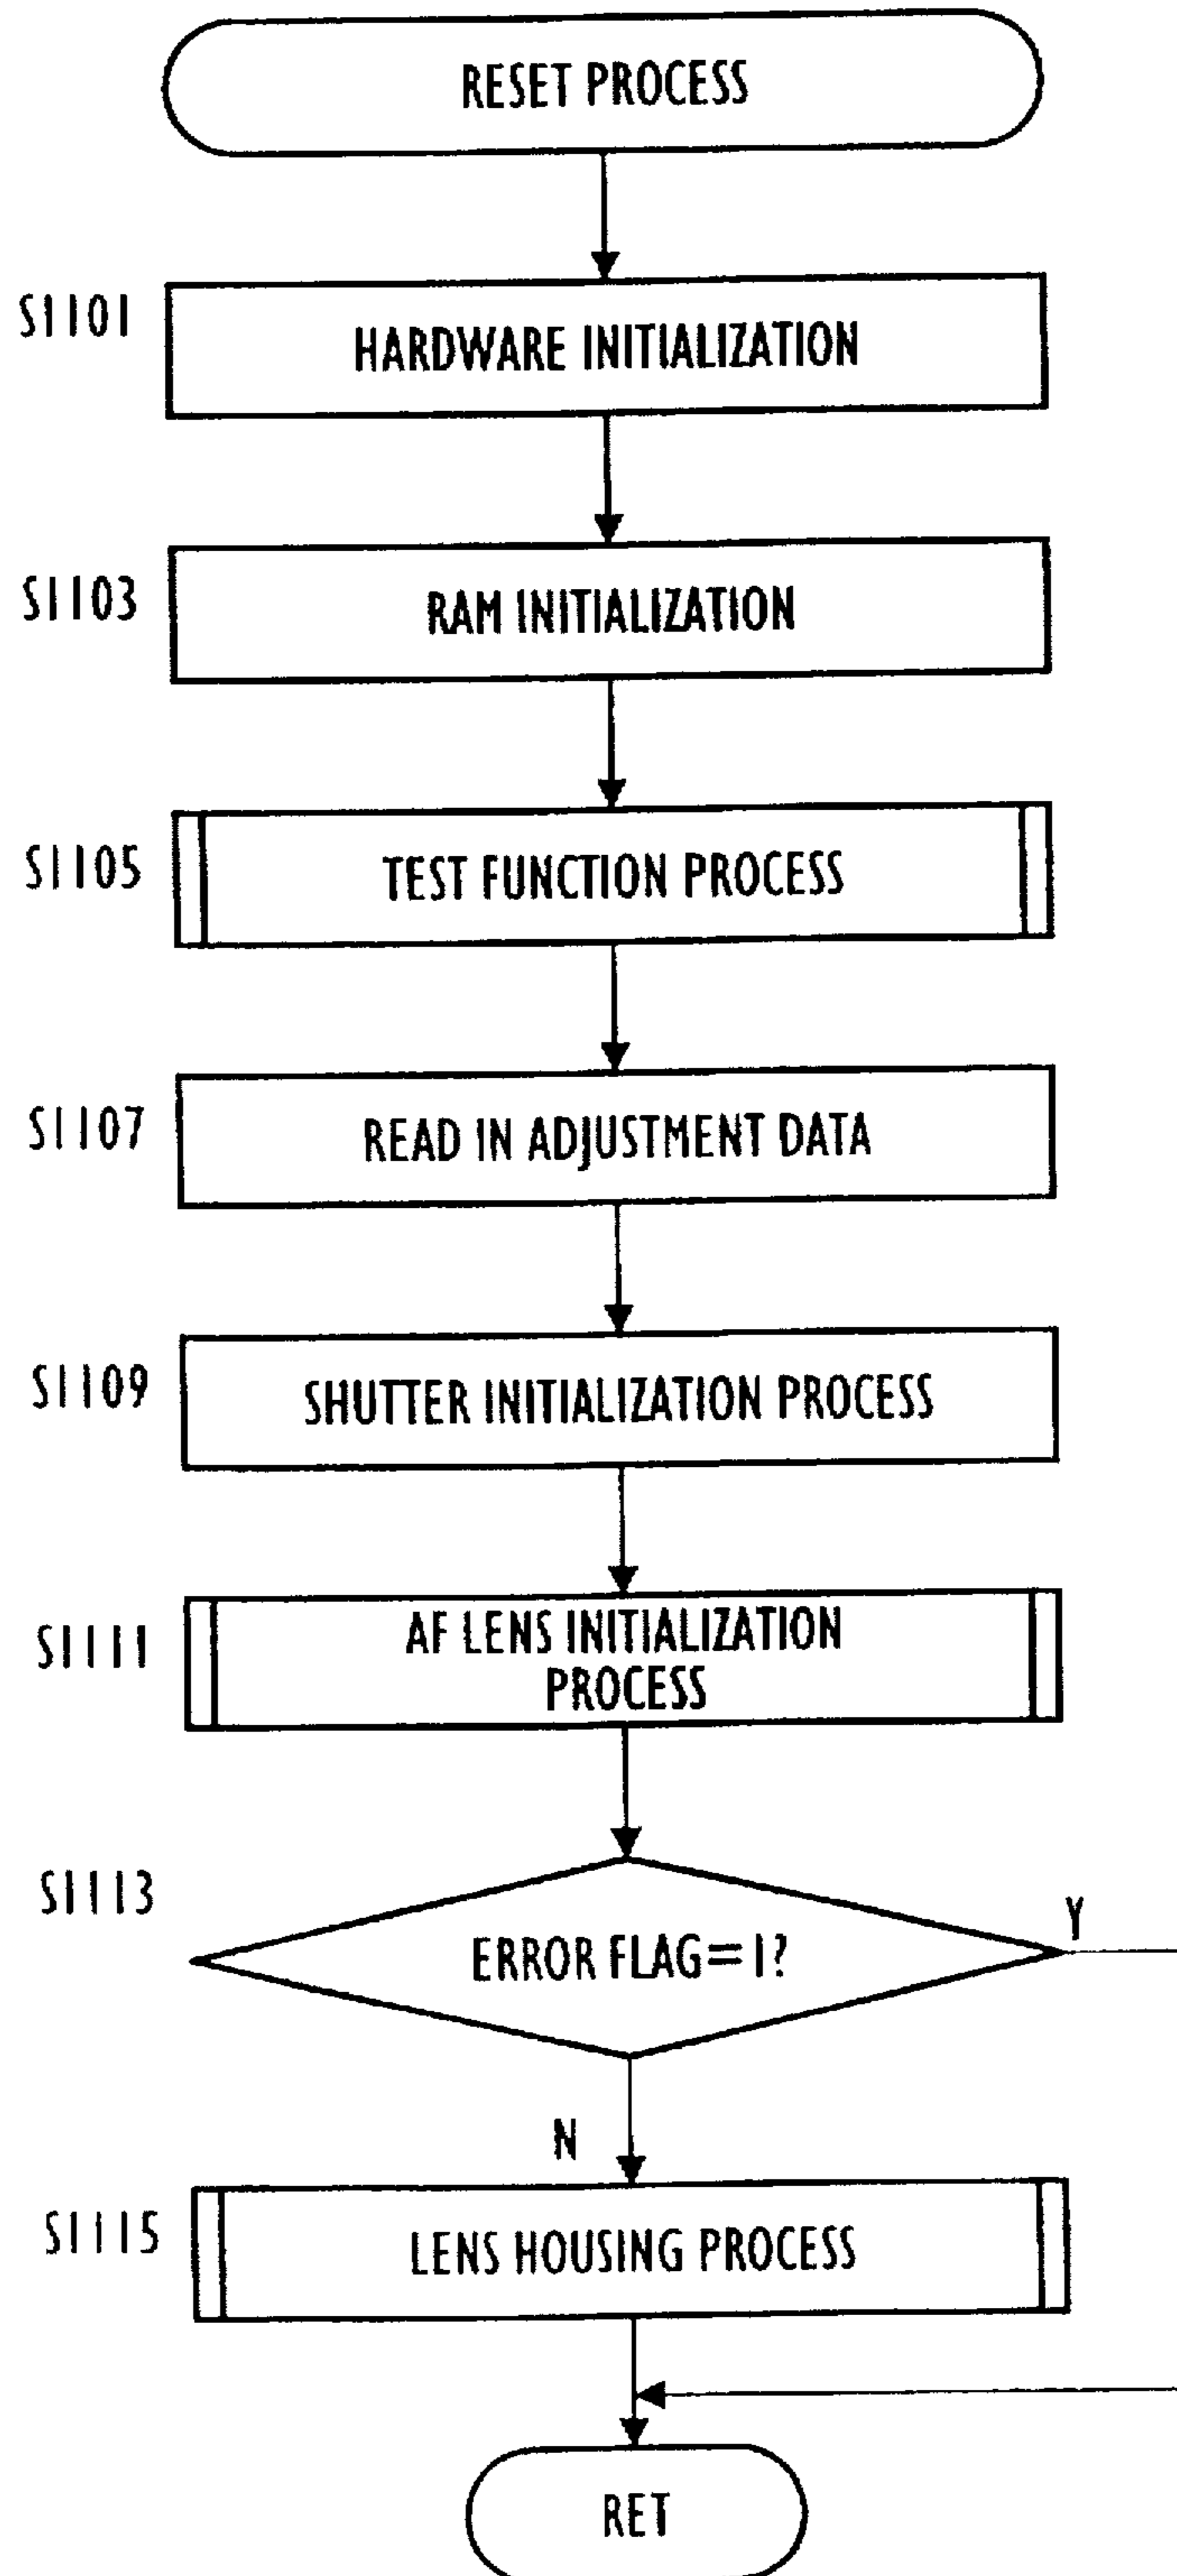 RESET PROCESS
S1101
HARDWARE INITIALIZATION
S1103
RAM INITIALIZATION
S1105
TEST FUNCTION PROCESS
S1107
READ IN ADJUSTMENT DATA
S1109
SHUTTER INITIALIZATION PROCESS
S1111
AF LENS INITIALIZATION
PROCESS
S1113
ERROR FLAG=1?
Y
N
S1115
LENS HOUSING PROCESS
RET